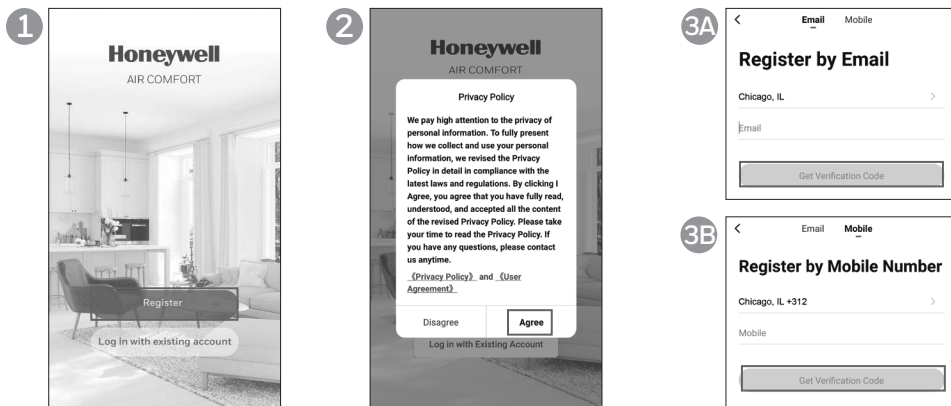 1
Honeywell
AIR COMFORT
Register
Log in with existing account
2
Honeywell
AIR COMFORT
Privacy Policy
We pay high attention to the privacy of
personal information. To fully present
how we collect and use your personal
information, we revised the Privacy
Policy in detail in compliance with the
latest laws and regulations. By clicking I
Agree, you agree that you have fully read,
understood, and accepted all the content
of the revised Privacy Policy. Please take
your time to read the Privacy Policy. If
you have any questions, please contact
us anytime.
《Privacy Policy》 and 《User
Agreement》
Disagree Agree
Log in with Existing Account
3A
Email Mobile
Register by Email
Chicago, IL
Email
Get Verification Code
3B
Email Mobile
Register by Mobile Number
Chicago, IL +312
Mobile
Get Verification Code